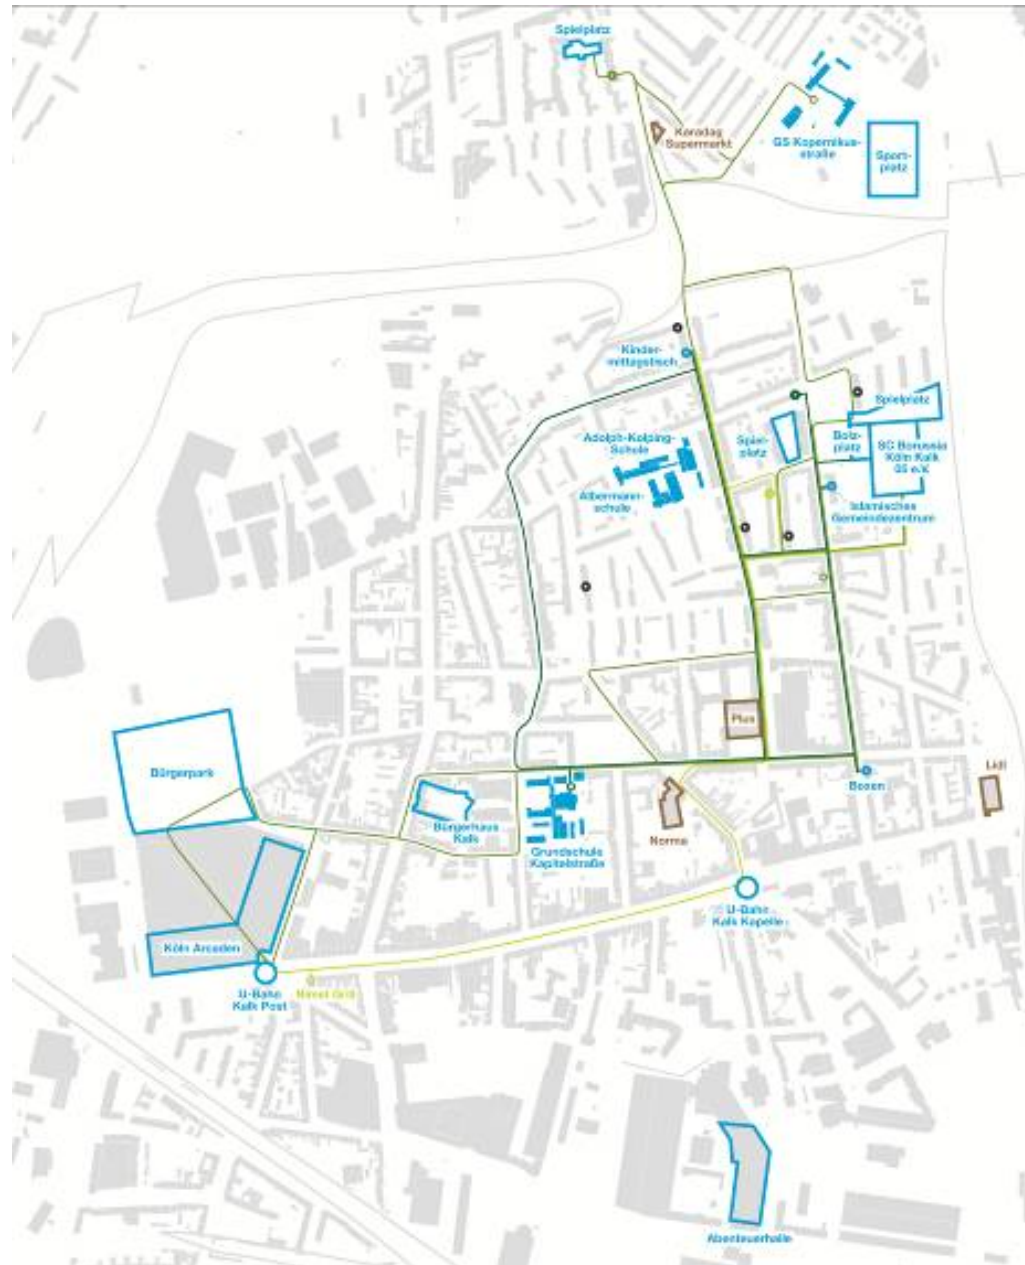 Spielplatz
Karadag
Supermarkt
GS Kopernikus-
straße
Sport-
platz
Kinder-
mittagstisch
Spielplatz
Adolph-Kolping-
Schule
Spiel-
platz
Bolz-
platz
SC Borussia
Köln Kalk
05 e.V.
Albermann-
schule
Islamisches
Gemeindezentrum
Plus
Bürgerpark
Boxen
Lidl
Bürgerhaus
Kalk
Norma
Grundschule
Kapitelstraße
U-Bahn
Kalk Kapelle
Köln Arcaden
U-Bahn
Kalk Post
Abenteuerhalle